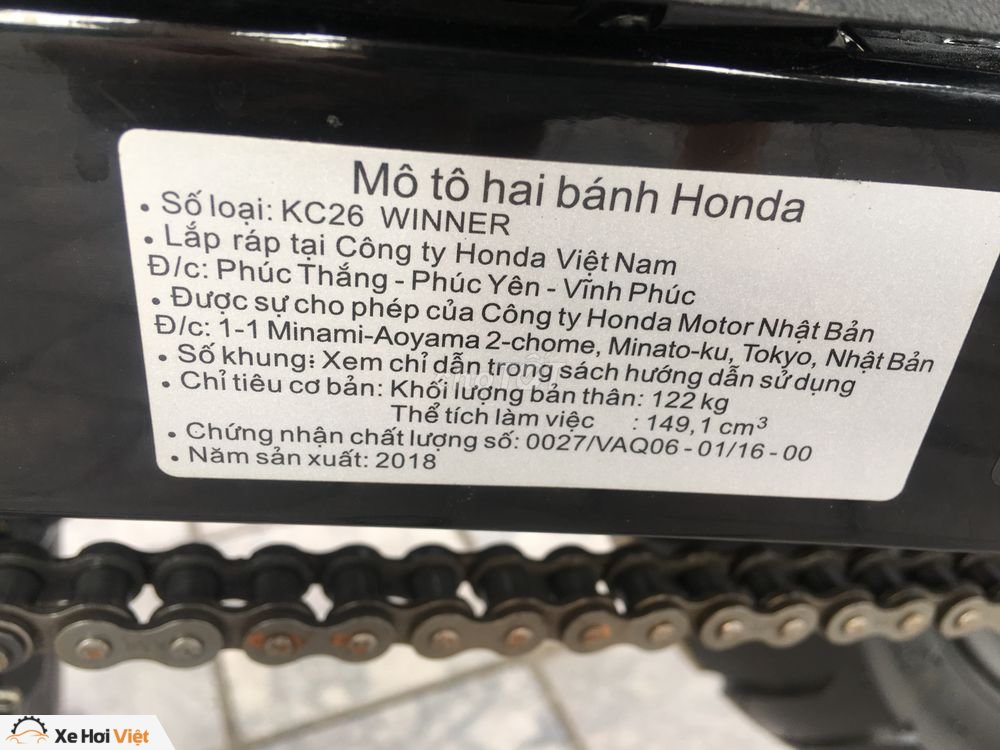 Mô tô hai bánh Honda
• Số loại: KC26 WINNER
• Lắp ráp tại Công ty Honda Việt Nam
Đ/c: Phúc Thắng - Phúc Yên - Vĩnh Phúc
• Được sự cho phép của Công ty Honda Motor Nhật Bản
Đ/c: 1-1 Minami-Aoyama 2-chome, Minato-ku, Tokyo, Nhật Bản
• Số khung: Xem chỉ dẫn trong sách hướng dẫn sử dụng
• Chỉ tiêu cơ bản: Khối lượng bản thân: 122 kg
Thể tích làm việc : 149,1 cm³
• Chứng nhận chất lượng số: 0027/VAQ06 - 01/16 - 00
• Năm sản xuất: 2018
Xe Hơi Việt